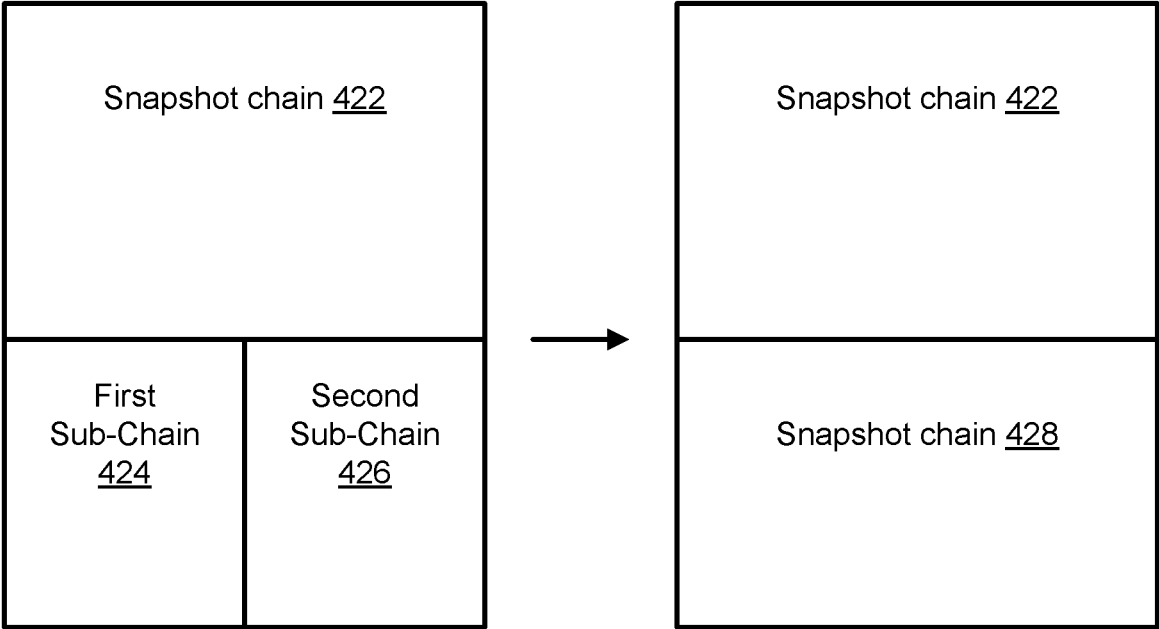 Snapshot chain 422
First
Sub-Chain
424
Second
Sub-Chain
426
Snapshot chain 422
Snapshot chain 428